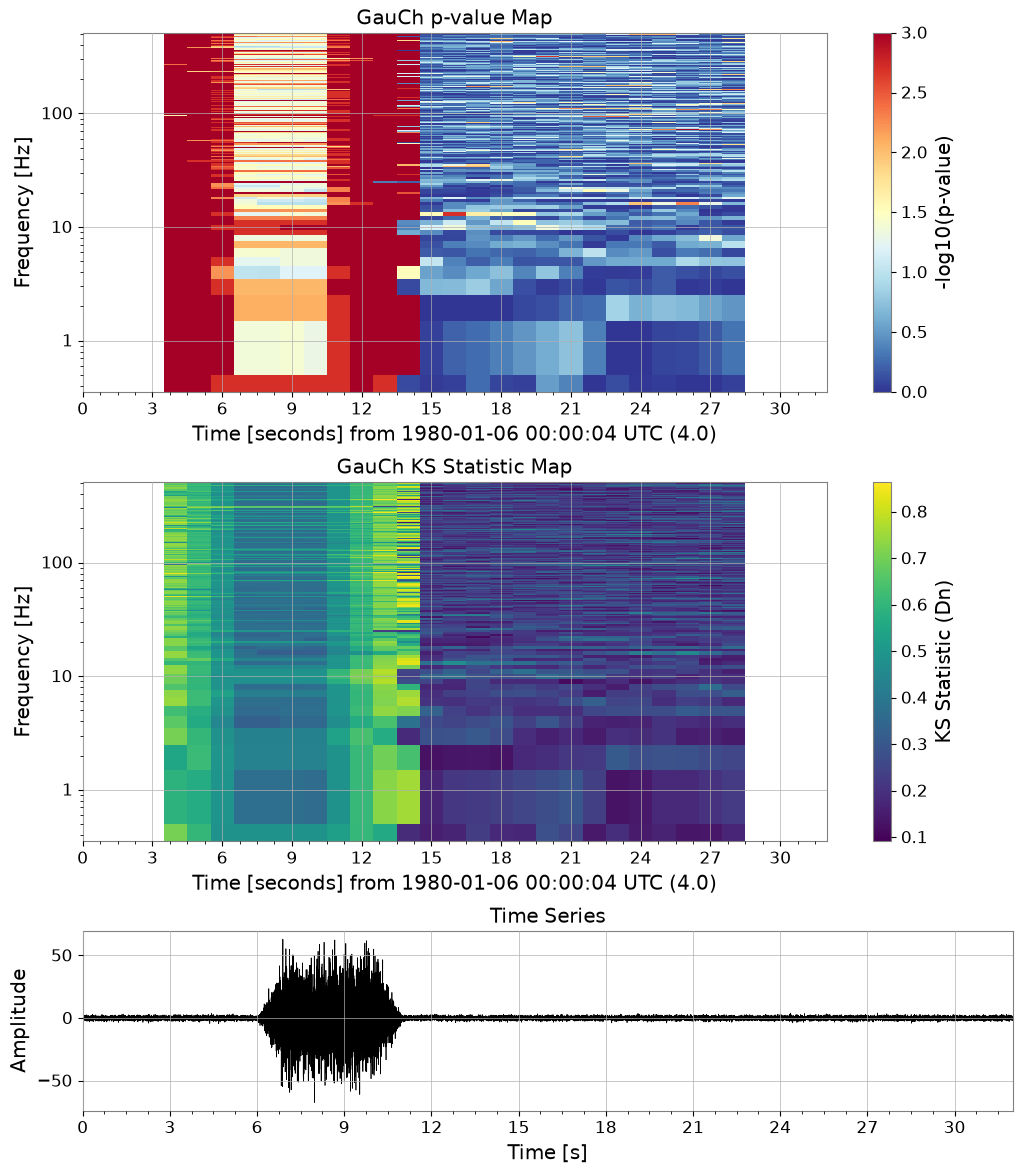 GauCh p-value Map
Frequency [Hz]
100
10
1
0 3 6 9 12 15 18 21 24 27 30
Time [seconds] from 1980-01-06 00:00:04 UTC (4.0)
3.0
2.5
2.0
1.5
1.0
0.5
0.0
-log10(p-value)
GauCh KS Statistic Map
Frequency [Hz]
100
10
1
0 3 6 9 12 15 18 21 24 27 30
Time [seconds] from 1980-01-06 00:00:04 UTC (4.0)
0.8
0.7
0.6
0.5
0.4
0.3
0.2
0.1
KS Statistic (Dn)
Time Series
Amplitude
50
0
−50
0 3 6 9 12 15 18 21 24 27 30
Time [s]